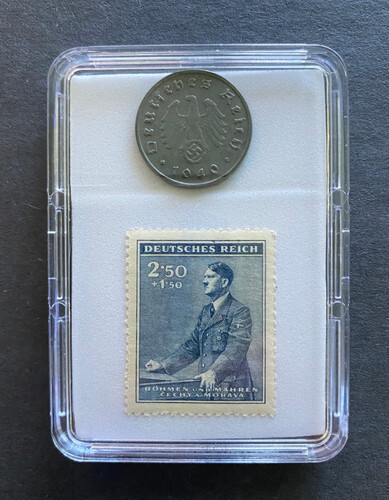 Deutsches Reich
1940
DEUTSCHES REICH
2·50
+1·50
BÖHMEN UND MÄHREN
ČECHY A MORAVA